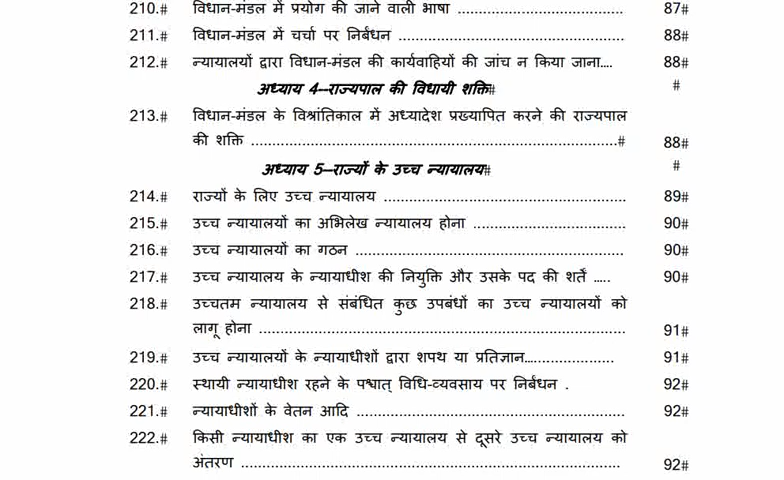 210.# विधान-मंडल में प्रयोग की जाने वाली भाषा ........................................ 87#
211.# विधान-मंडल में चर्चा पर निर्बंधन ........................................ 88#
212.# न्यायालयों द्वारा विधान-मंडल की कार्यवाहियों की जांच न किया जाना.... 88#
अध्याय 4--राज्यपाल की विधायी शक्ति# #
213.# विधान-मंडल के विश्रांतिकाल में अध्यादेश प्रख्यापित करने की राज्यपाल
की शक्ति ........................................................................# 88#
अध्याय 5--राज्यों के उच्च न्यायालय# #
214.# राज्यों के लिए उच्च न्यायालय ................................................ 89#
215.# उच्च न्यायालयों का अभिलेख न्यायालय होना .............................. 90#
216.# उच्च न्यायालयों का गठन ...................................................... 90#
217.# उच्च न्यायालय के न्यायाधीश की नियुक्ति और उसके पद की शर्तें ..... 90#
218.# उच्चतम न्यायालय से संबंधित कुछ उपबंधों का उच्च न्यायालयों को
लागू होना ........................................................................ 91#
219.# उच्च न्यायालयों के न्यायाधीशों द्वारा शपथ या प्रतिज्ञान.................. 91#
220.# स्थायी न्यायाधीश रहने के पश्चात् विधि-व्यवसाय पर निर्बंधन . 92#
221.# न्यायाधीशों के वेतन आदि ...................................................... 92#
222.# किसी न्यायाधीश का एक उच्च न्यायालय से दूसरे उच्च न्यायालय को
अंतरण ........................................................................ 92#